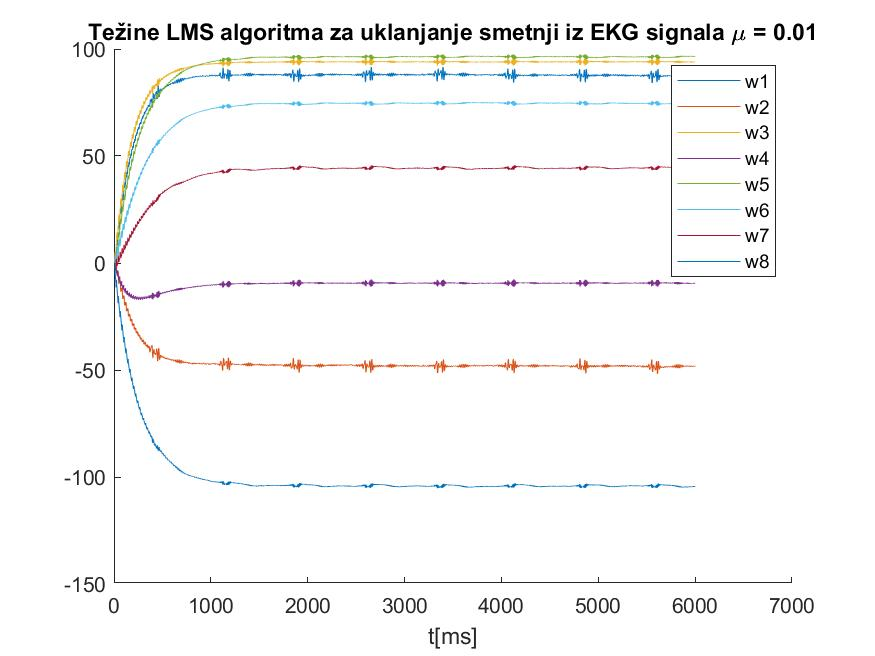 Težine LMS algoritma za uklanjanje smetnji iz EKG signala μ = 0.01
100
50
0
-50
-100
-150
w1
w2
w3
w4
w5
w6
w7
w8
0 1000 2000 3000 4000 5000 6000 7000
t[ms]